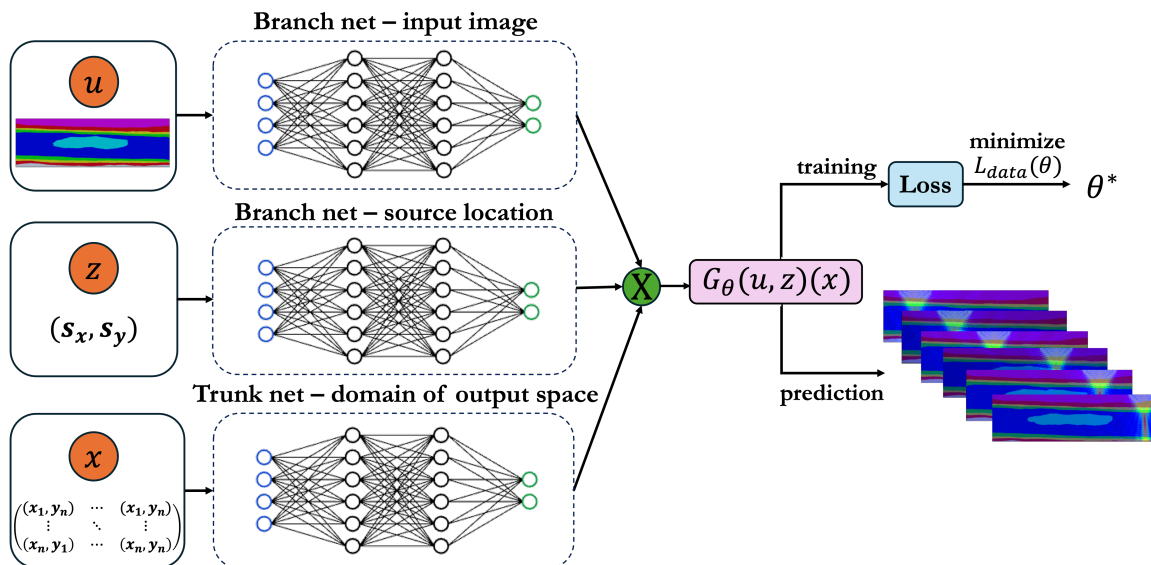 Branch net – input image
u
Branch net – source location
z
(s_x, s_y)
Trunk net – domain of output space
x
(x_1, y_n) ⋯ (x_1, y_n)
⋮ ⋱ ⋮
(x_n, y_1) ⋯ (x_n, y_n)
X
G_θ(u, z)(x)
training
Loss
minimize
L_data(θ)
θ*
prediction